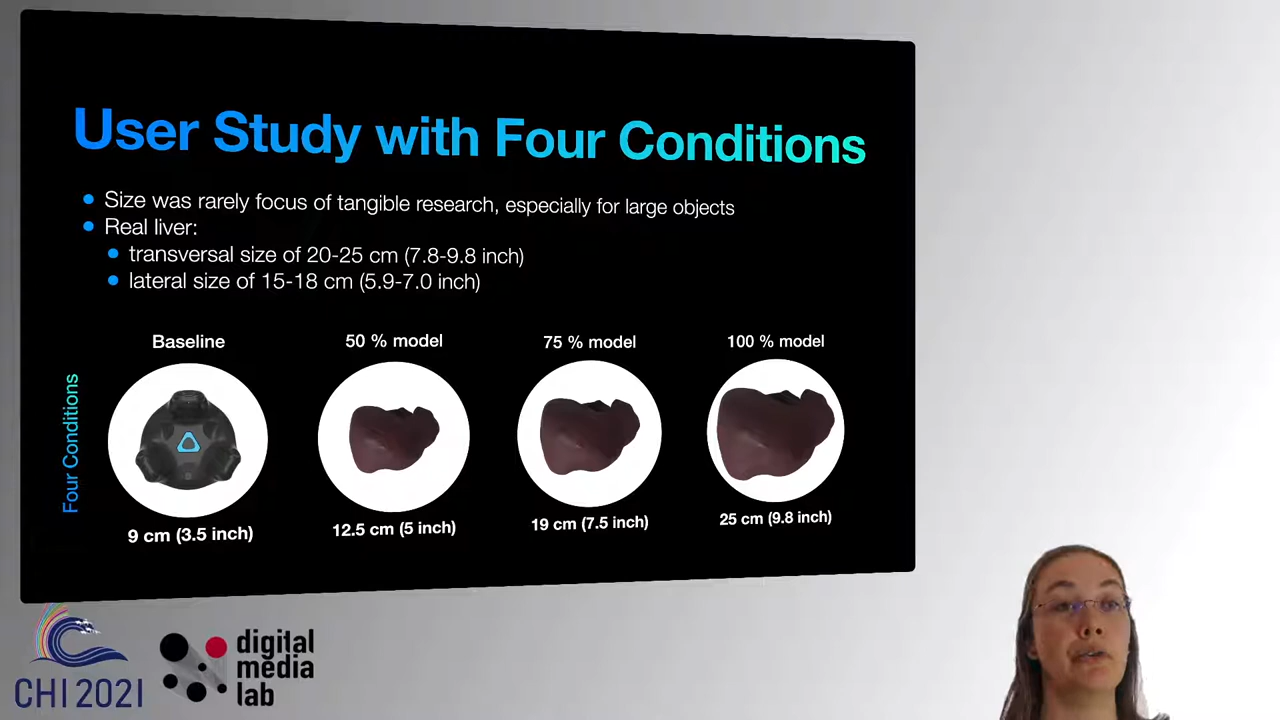 User Study with Four Conditions
Size was rarely focus of tangible research, especially for large objects
Real liver:
transversal size of 20-25 cm (7.8-9.8 inch)
lateral size of 15-18 cm (5.9-7.0 inch)
Four Conditions
Baseline
50 % model
75 % model
100 % model
9 cm (3.5 inch)
12.5 cm (5 inch)
19 cm (7.5 inch)
25 cm (9.8 inch)
CHI 2021
digital
media
lab